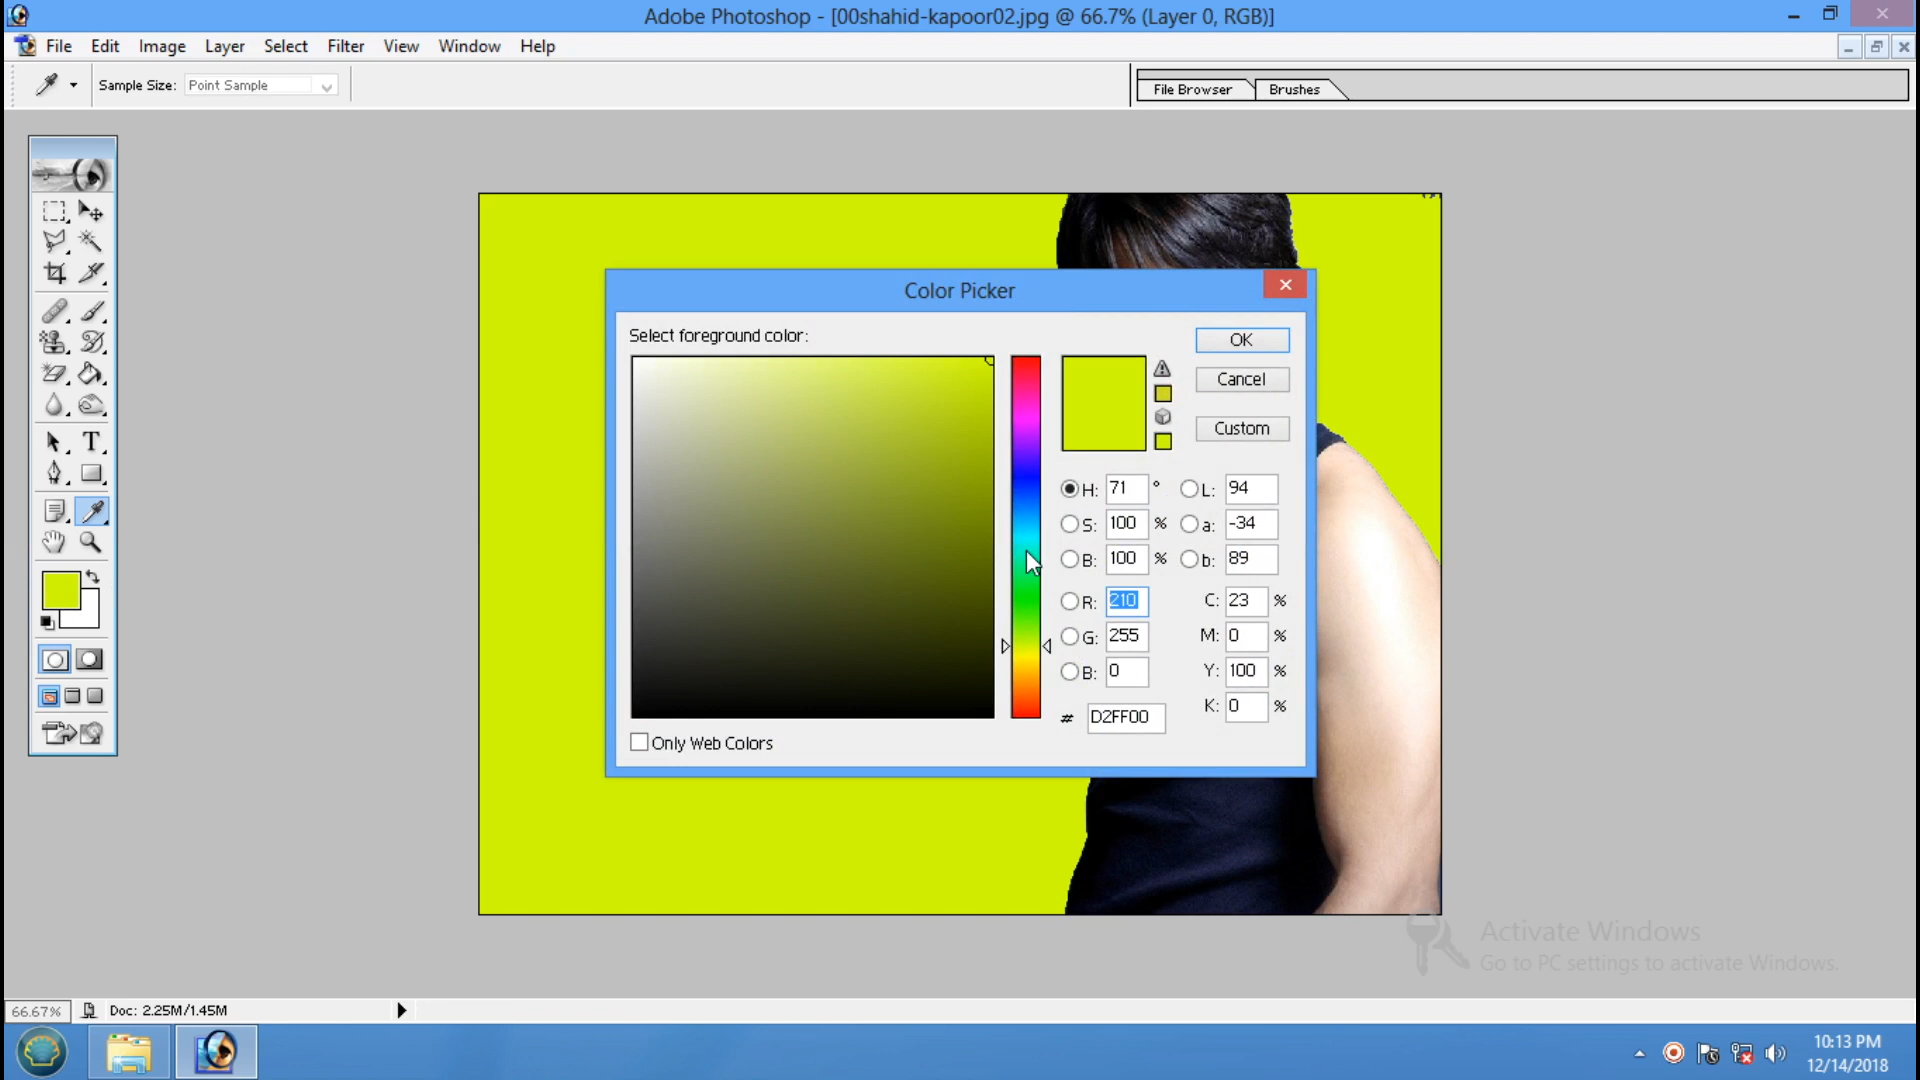 Adobe Photoshop - [00shahid-kapoor02.jpg @ 66.7% (Layer 0, RGB)]
File Edit Image Layer Select Filter View Window Help
Sample Size: Point Sample
File Browser Brushes
T
Color Picker
Select foreground color:
OK
Cancel
Custom
H: 71 ° L: 94
S: 100 % a: -34
B: 100 % b: 89
R: 210 C: 23 %
G: 255 M: 0 %
B: 0 Y: 100 %
# D2FF00 K: 0 %
Only Web Colors
Activate Windows
Go to PC settings to activate Windows.
66.67% Doc: 2.25M/1.45M
10:13 PM
12/14/2018